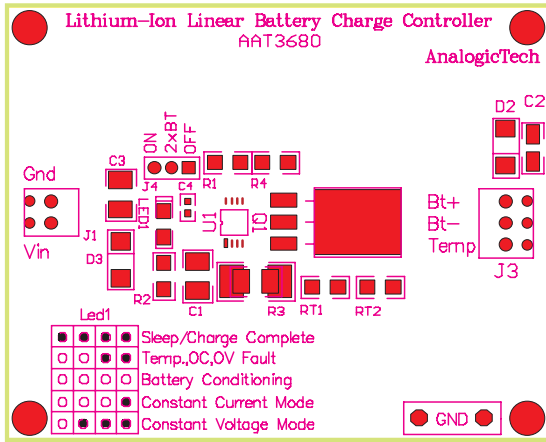 Lithium-Ion Linear Battery Charge Controller
AAT3680
AnalogicTech
D2 C2
ON
2xBT
OFF
C3
J4
C4
R1
R4
Gnd
LED1
U1
Q1
Bt+
Bt-
Temp
J1
Vin
D3
J3
R2
C1
R3
RT1
RT2
Led1
Sleep/Charge Complete
Temp.,OC,OV Fault
Battery Conditioning
Constant Current Mode
Constant Voltage Mode
GND